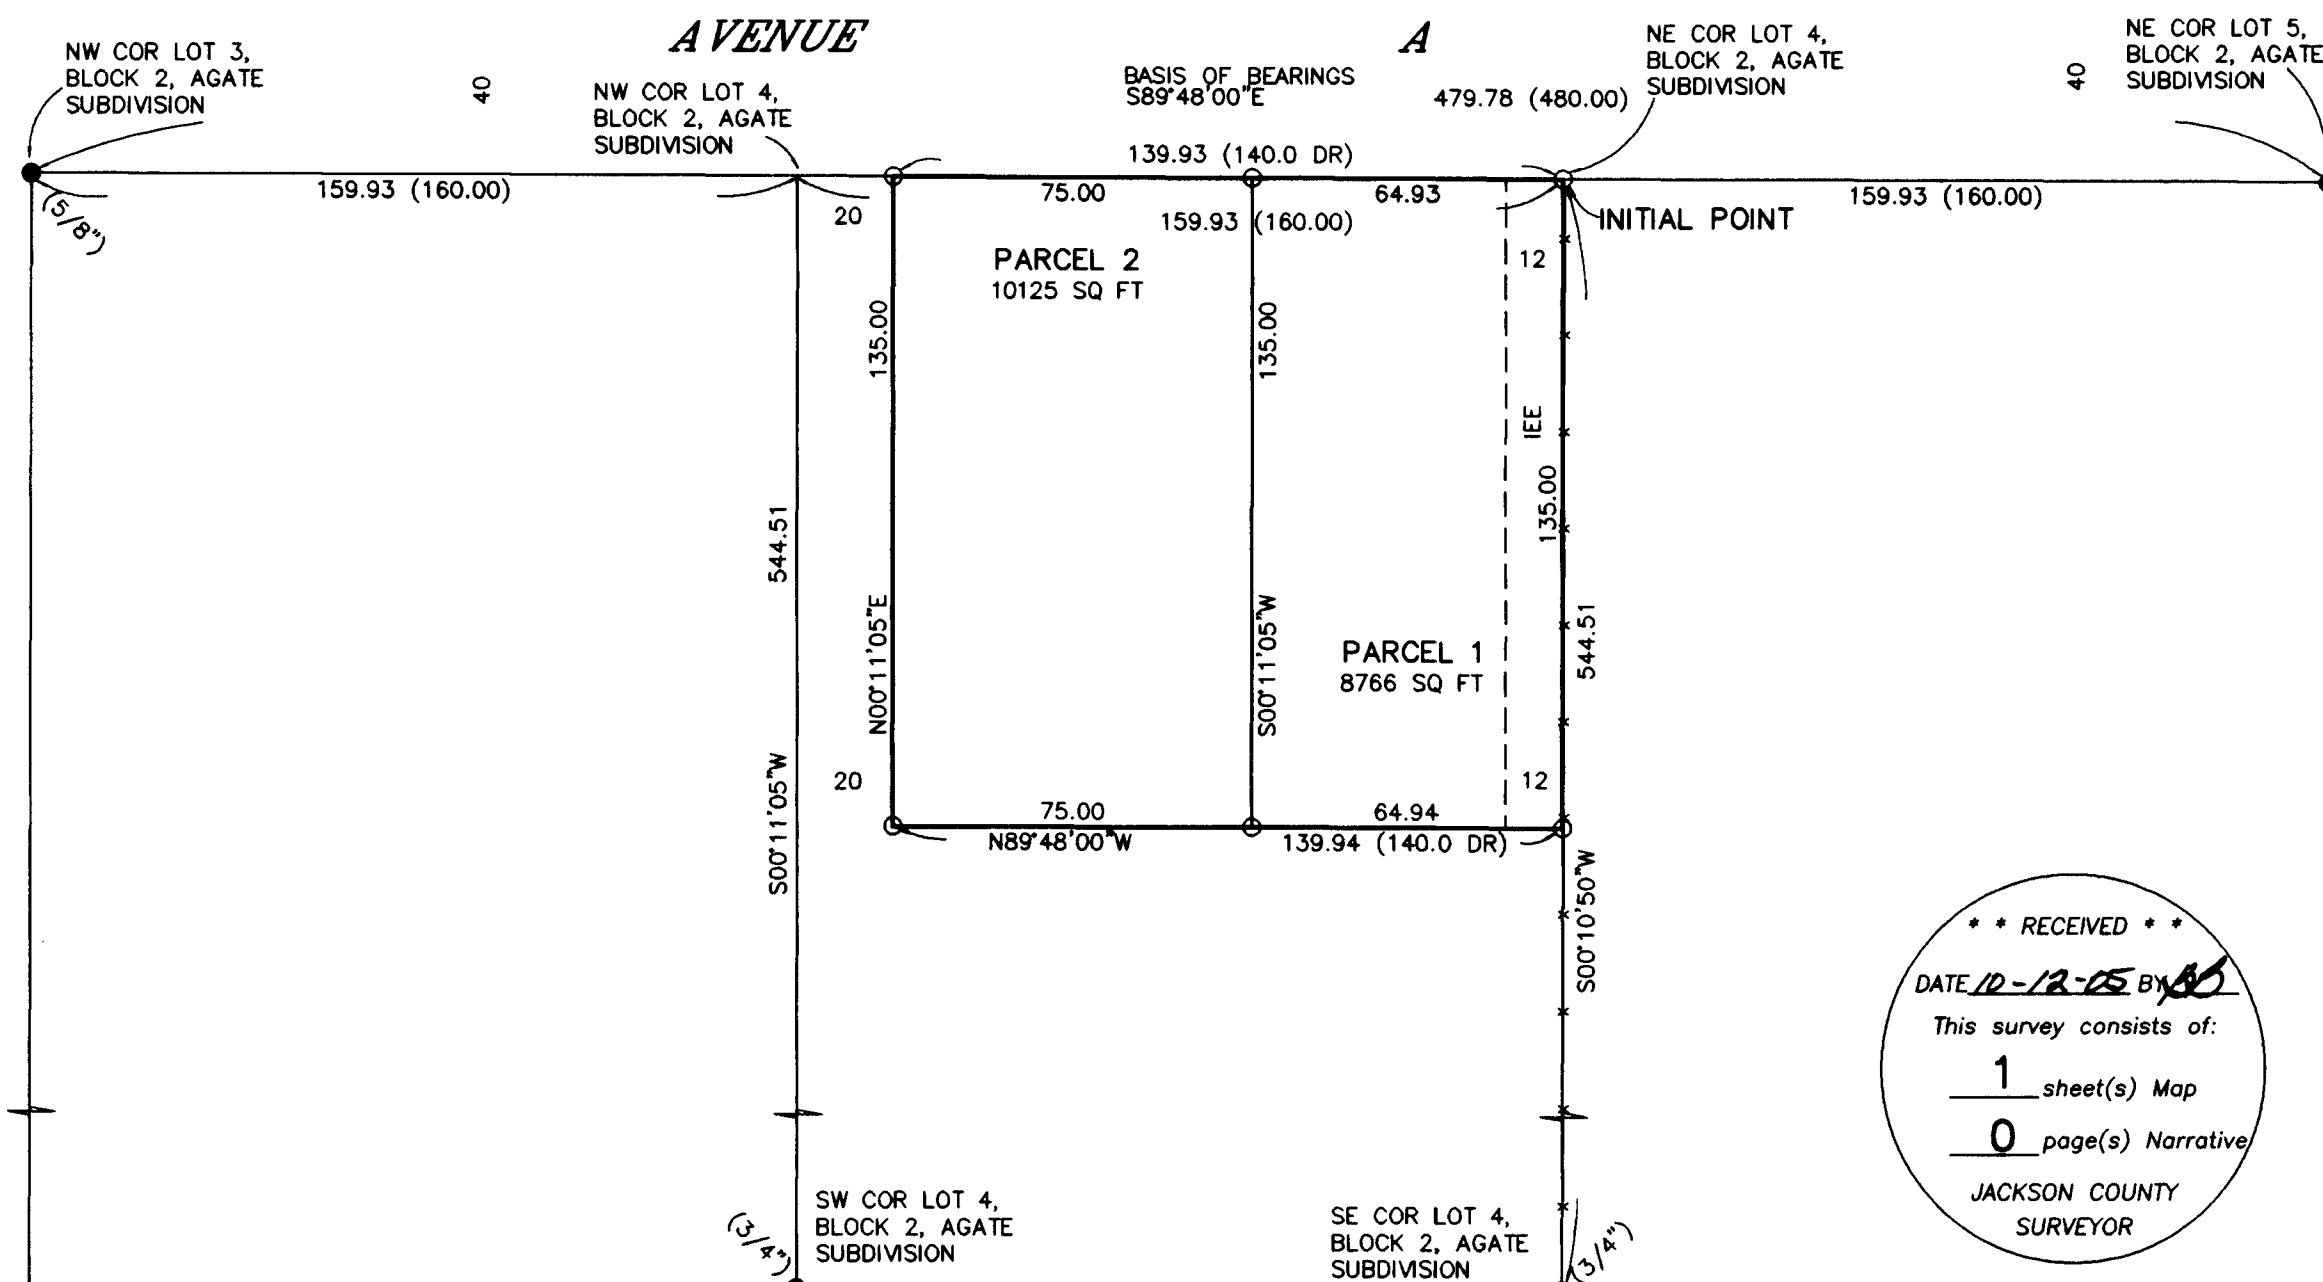 AVENUE A
NW COR LOT 3,
BLOCK 2, AGATE
SUBDIVISION
40
NW COR LOT 4,
BLOCK 2, AGATE
SUBDIVISION
BASIS OF BEARINGS
S89°48'00"E
479.78 (480.00)
NE COR LOT 4,
BLOCK 2, AGATE
SUBDIVISION
40
NE COR LOT 5,
BLOCK 2, AGATE
SUBDIVISION
139.93 (140.0 DR)
(5/8")
159.93 (160.00)
20
75.00
64.93
159.93 (160.00)
INITIAL POINT
159.93 (160.00)
PARCEL 2
10125 SQ FT
12
135.00
135.00
IEE
135.00
544.51
N00°11'05"E
S00°11'05"W
544.51
PARCEL 1
8766 SQ FT
S00°11'05"W
20
12
75.00
64.94
N89°48'00"W
139.94 (140.0 DR)
S00°10'50"W
* * RECEIVED * *
DATE 10-12-05 BY
This survey consists of:
1 sheet(s) Map
0 page(s) Narrative
JACKSON COUNTY
SURVEYOR
(3/4")
SW COR LOT 4,
BLOCK 2, AGATE
SUBDIVISION
SE COR LOT 4,
BLOCK 2, AGATE
SUBDIVISION
(3/4")